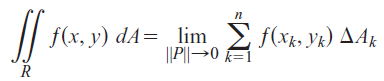 ∬_R f(x, y) dA = lim_{||P||→0} ∑_{k=1}^{n} f(x_k, y_k) ΔA_k